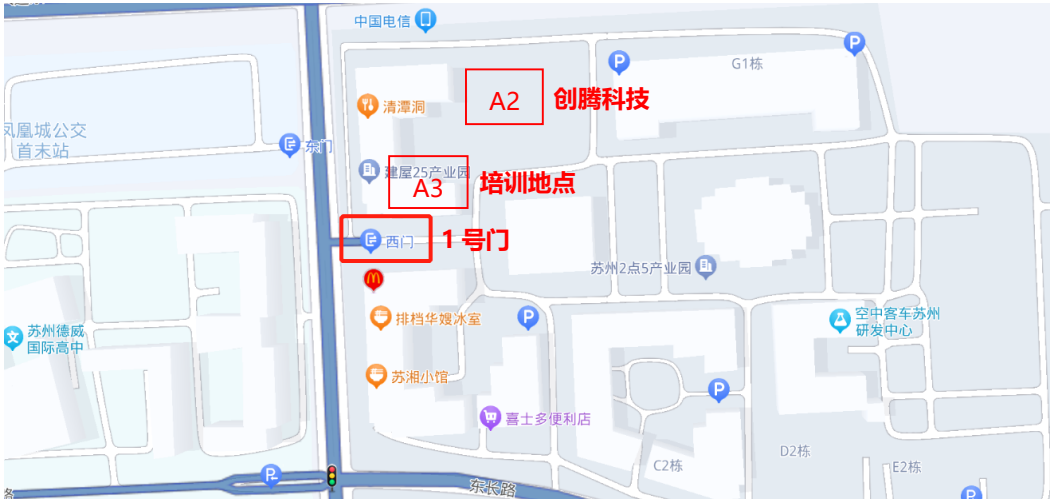 中国电信
P
P
G1栋
A2
创腾科技
清潭洞
凤凰城公交
首末站
东门
建屋25产业园
A3
培训地点
西门
1 号门
苏州2点5产业园
排档华嫂冰室
P
空中客车苏州
研发中心
文
苏州德威
国际高中
苏湘小馆
P
喜士多便利店
D2栋
C2栋
E2栋
P
东长路
路
P